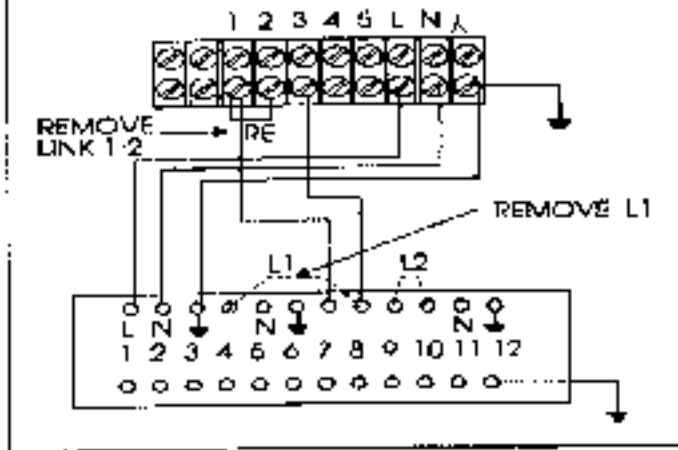 1 2 3 4 5 L N
REMOVE
LINK 1-2
RE
REMOVE L1
L1
L2
L N N N
1 2 3 4 5 6 7 8 9 10 11 12